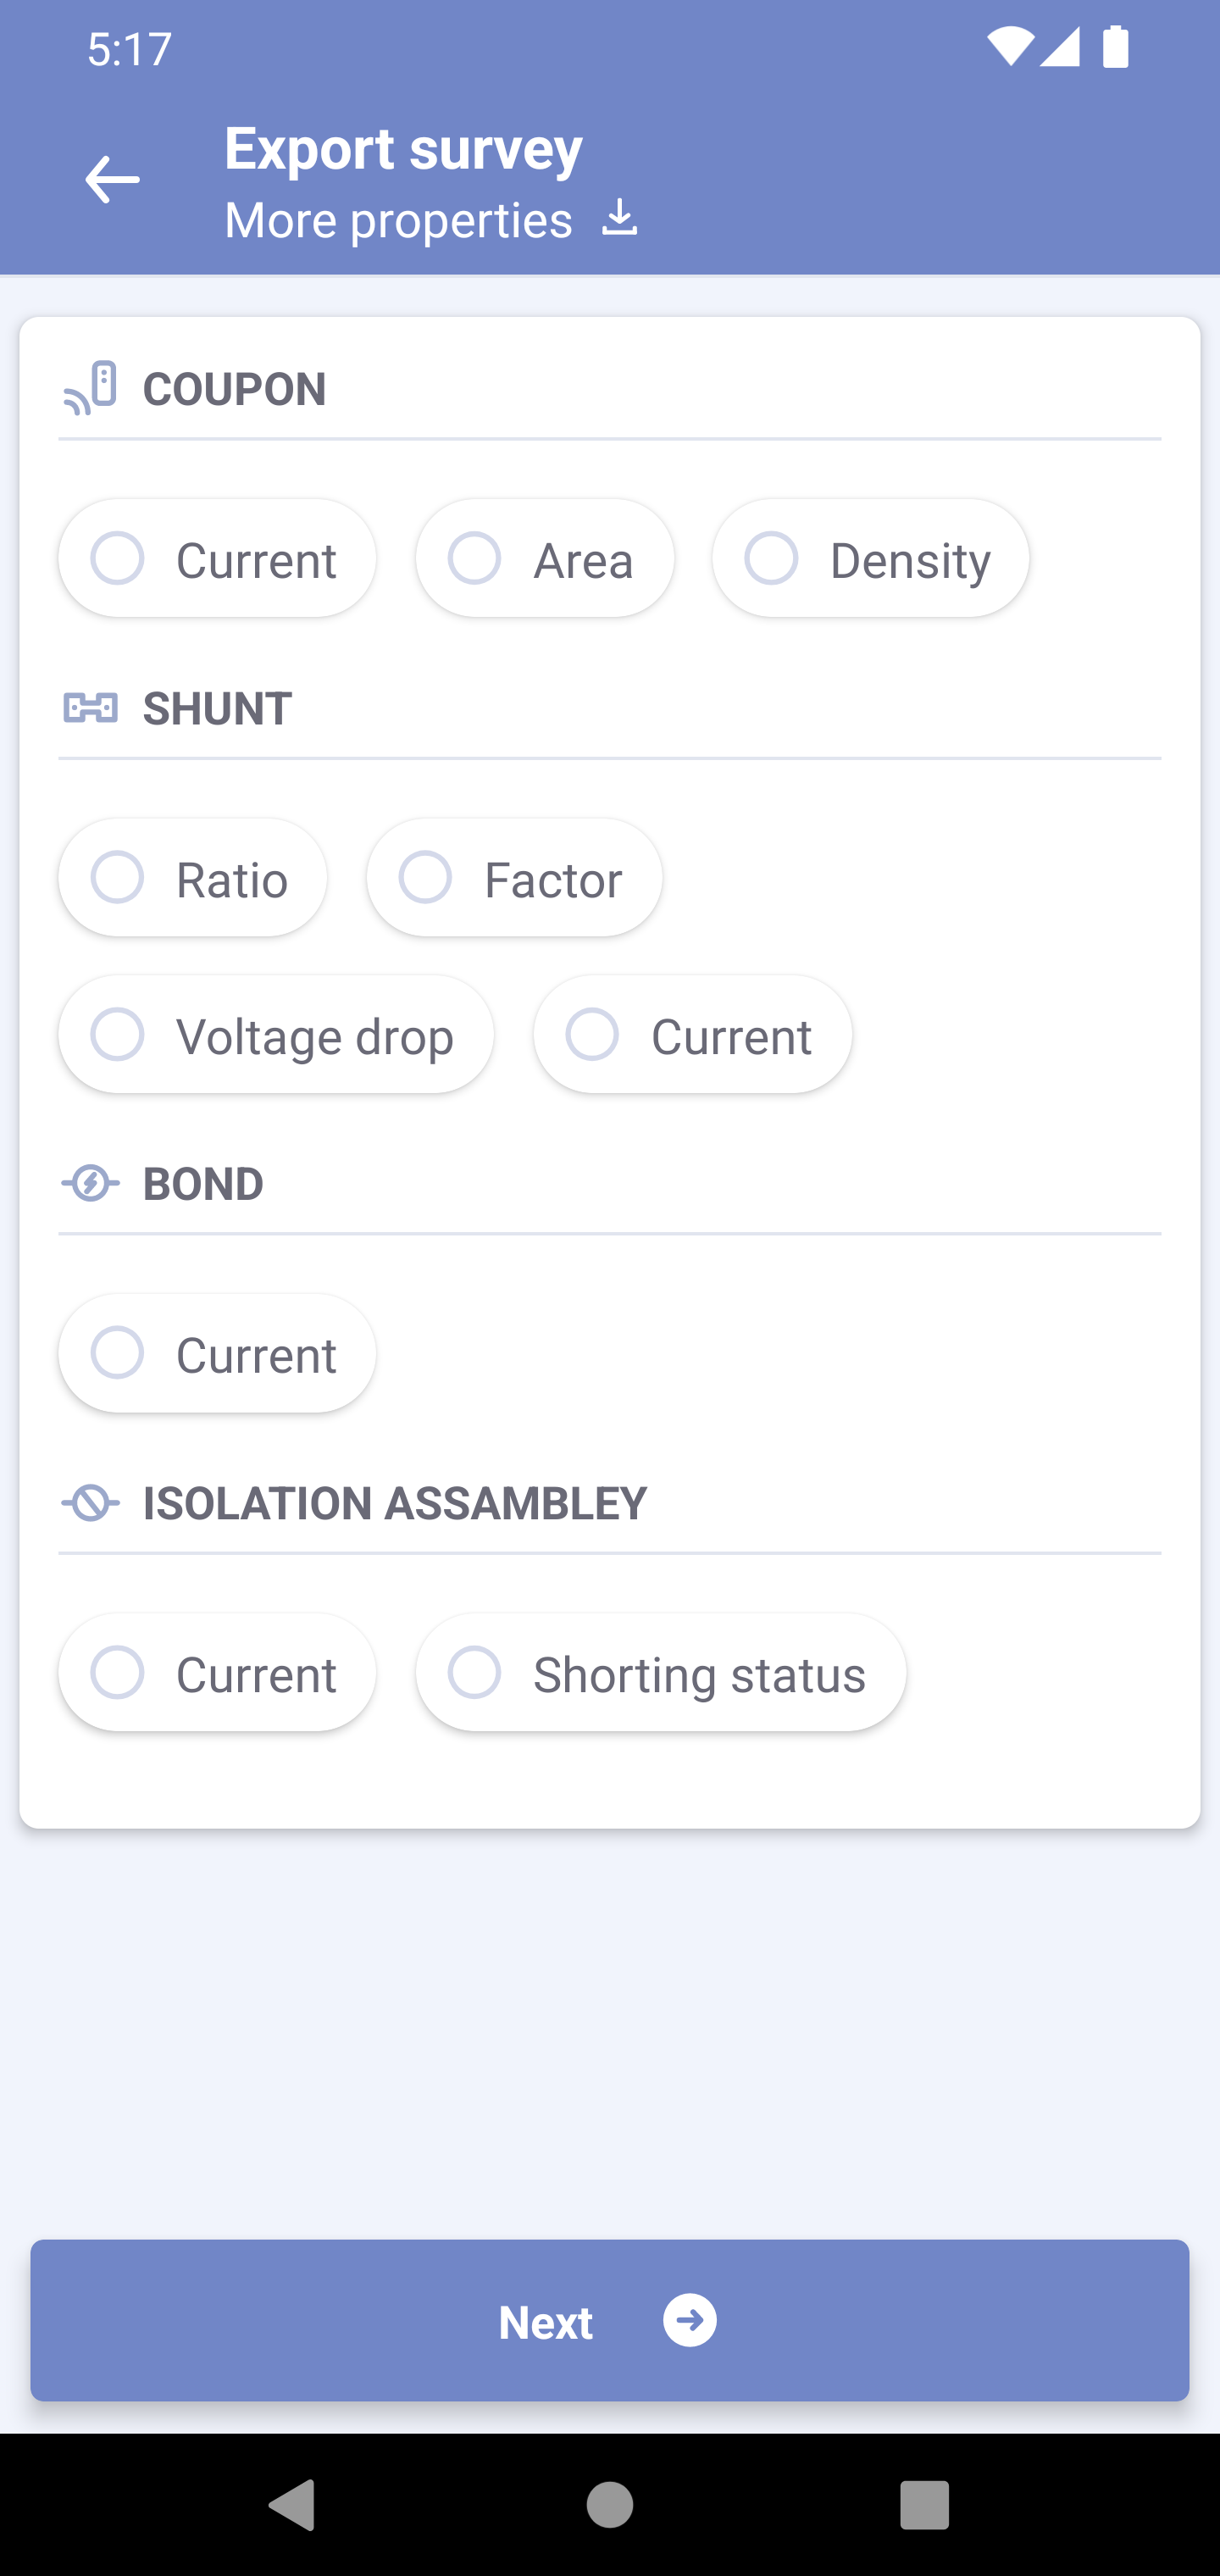 5:17
Export survey
More properties
COUPON
Current
Area
Density
SHUNT
Ratio
Factor
Voltage drop
Current
BOND
Current
ISOLATION ASSAMBLEY
Current
Shorting status
Next